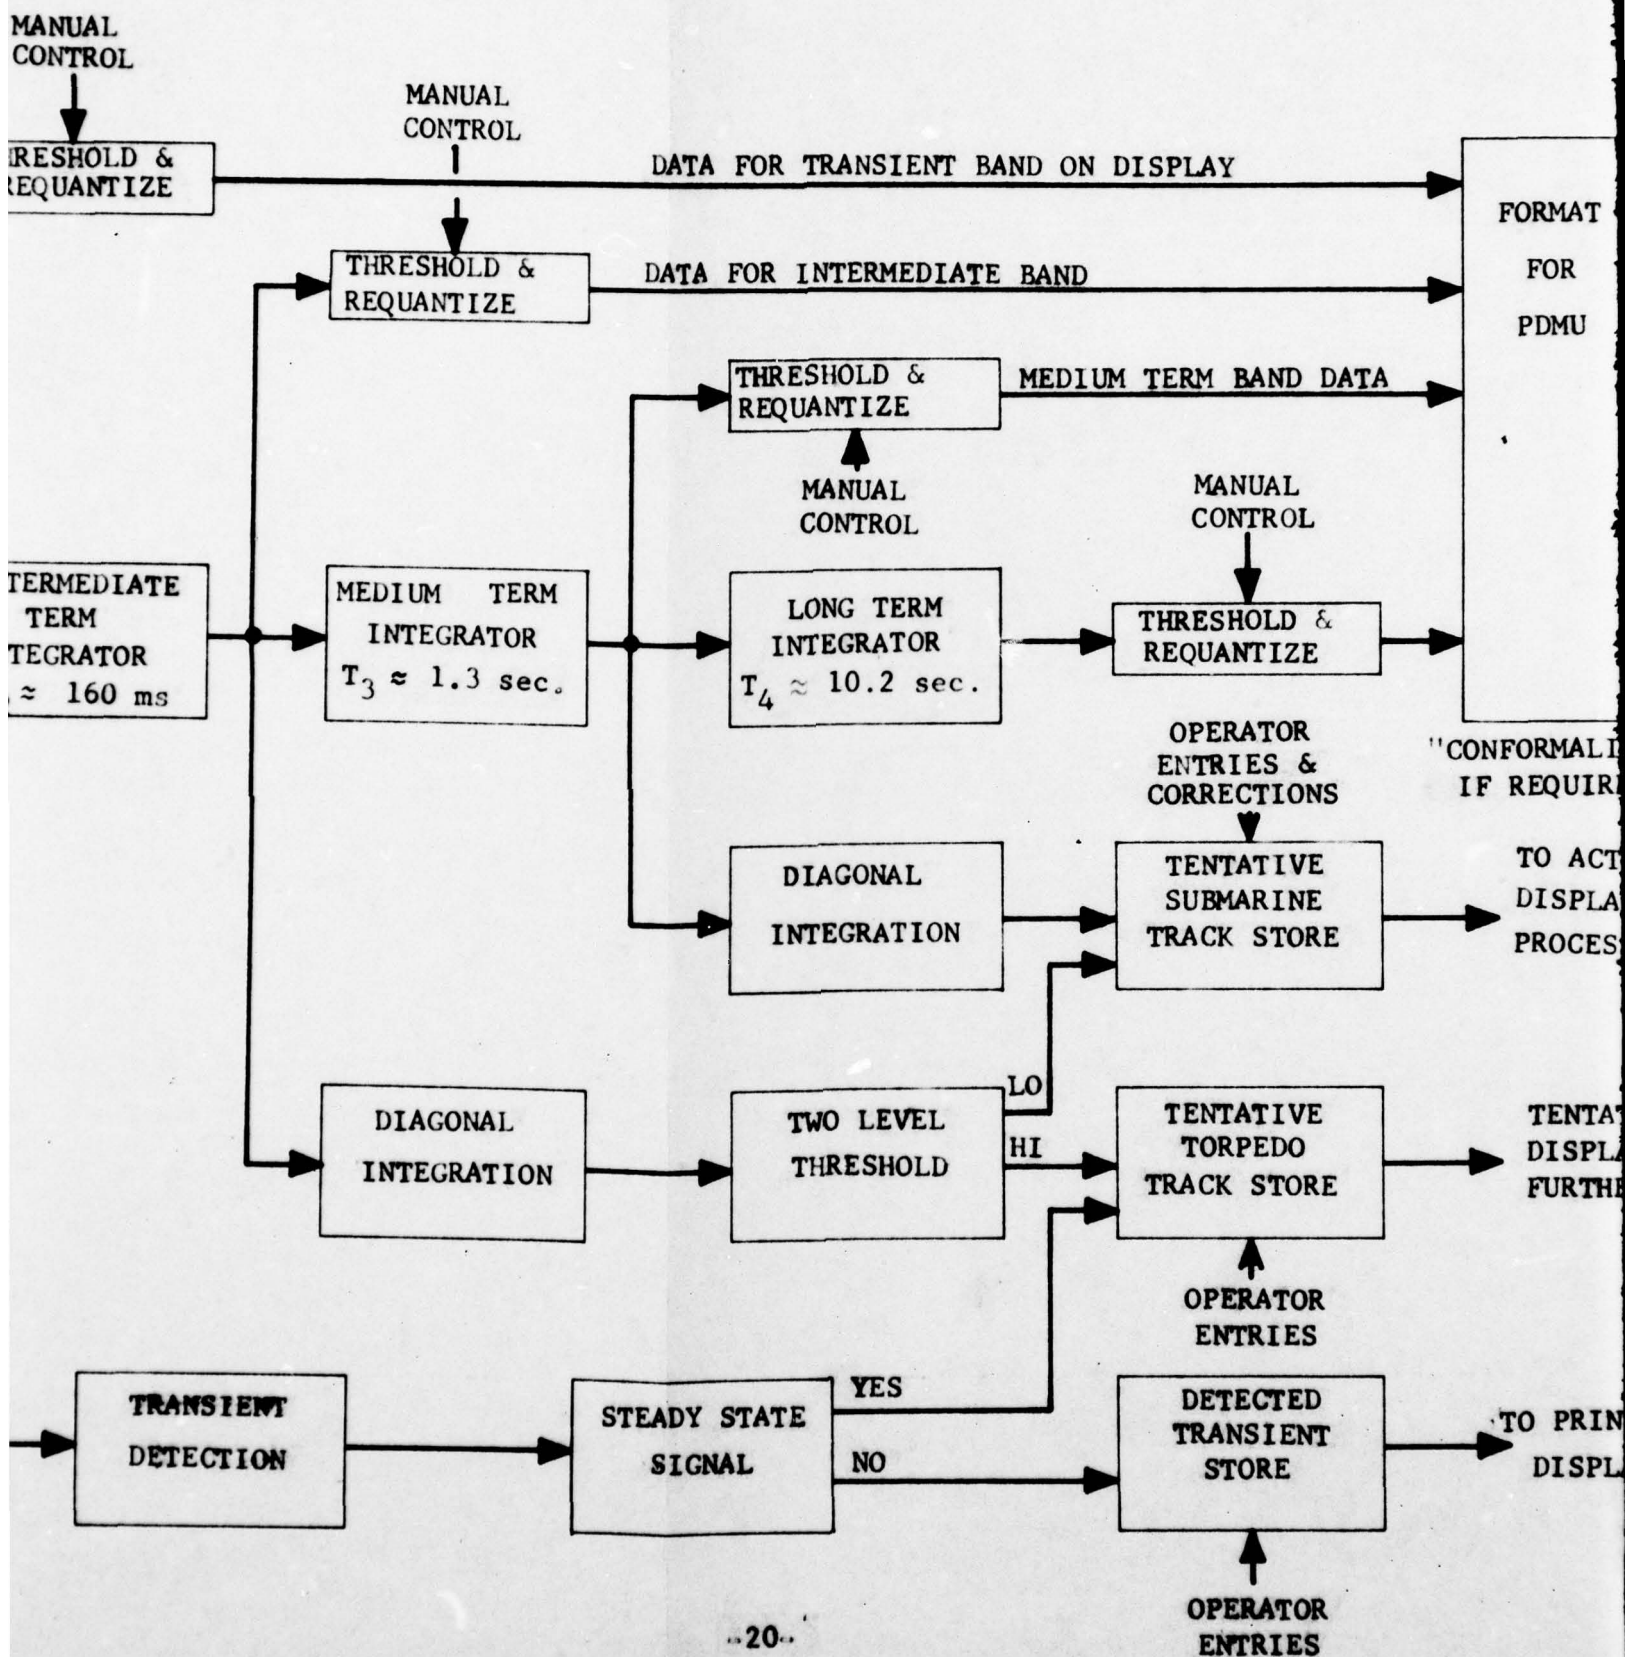 MANUAL
CONTROL
MANUAL
CONTROL
RESHOLD &
REQUANTIZE
DATA FOR TRANSIENT BAND ON DISPLAY
FORMAT
FOR
PDMU
THRESHOLD &
REQUANTIZE
DATA FOR INTERMEDIATE BAND
THRESHOLD &
REQUANTIZE
MEDIUM TERM BAND DATA
MANUAL
CONTROL
MANUAL
CONTROL
TERMEDIATE
TERM
TEGRATOR
≈ 160 ms
MEDIUM TERM
INTEGRATOR
T3 ≈ 1.3 sec.
LONG TERM
INTEGRATOR
T4 ≈ 10.2 sec.
THRESHOLD &
REQUANTIZE
"CONFORMALI
IF REQUIR
OPERATOR
ENTRIES &
CORRECTIONS
DIAGONAL
INTEGRATION
TENTATIVE
SUBMARINE
TRACK STORE
TO ACT
DISPLA
PROCES
DIAGONAL
INTEGRATION
TWO LEVEL
THRESHOLD
LO
HI
TENTATIVE
TORPEDO
TRACK STORE
TENTAT
DISPLA
FURTHE
OPERATOR
ENTRIES
TRANSIENT
DETECTION
STEADY STATE
SIGNAL
YES
NO
DETECTED
TRANSIENT
STORE
TO PRIN
DISPL
OPERATOR
ENTRIES
-20-